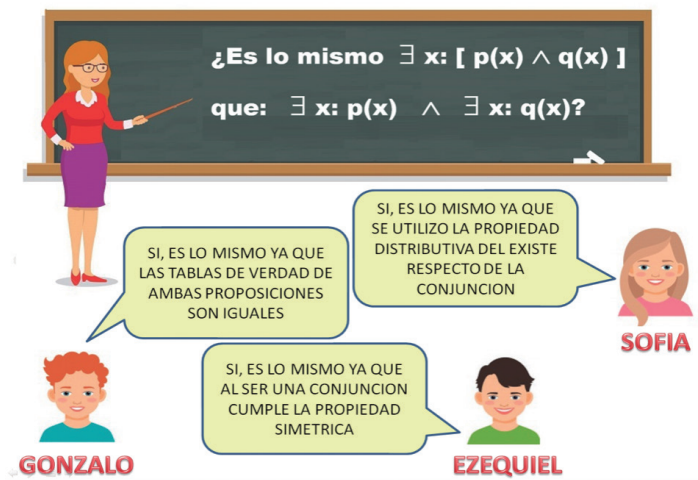 ¿Es lo mismo ∃ x: [ p(x) ∧ q(x) ]
que: ∃ x: p(x) ∧ ∃ x: q(x)?
SI, ES LO MISMO YA QUE
SE UTILIZO LA PROPIEDAD
DISTRIBUTIVA DEL EXISTE
RESPECTO DE LA
CONJUNCION
SOFIA
SI, ES LO MISMO YA QUE
LAS TABLAS DE VERDAD DE
AMBAS PROPOSICIONES
SON IGUALES
GONZALO
SI, ES LO MISMO YA QUE
AL SER UNA CONJUNCION
CUMPLE LA PROPIEDAD
SIMETRICA
EZEQUIEL